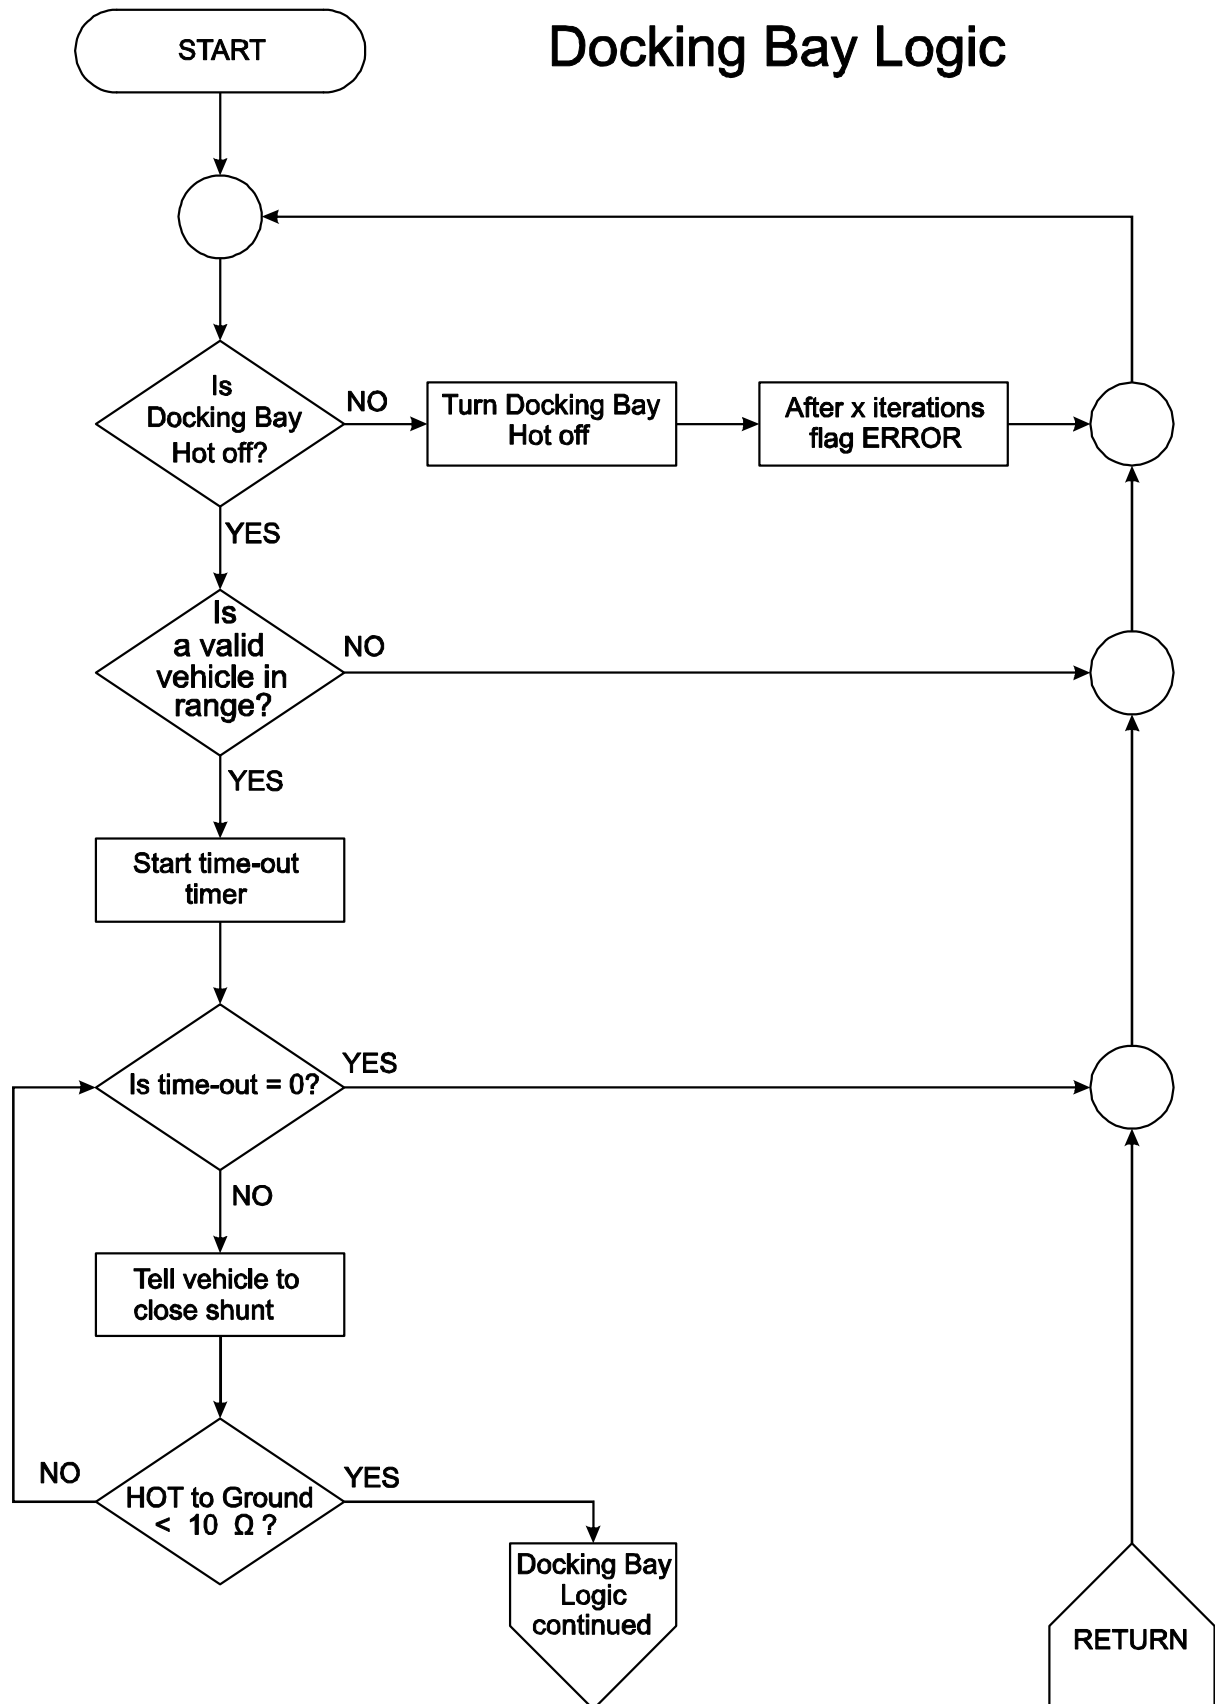 START
Docking Bay Logic
Is
Docking Bay
Hot off?
NO
Turn Docking Bay
Hot off
After x iterations
flag ERROR
YES
Is
a valid
vehicle in
range?
NO
YES
Start time-out
timer
Is time-out = 0?
YES
NO
Tell vehicle to
close shunt
HOT to Ground
< 10 Ω ?
NO
YES
Docking Bay
Logic
continued
RETURN